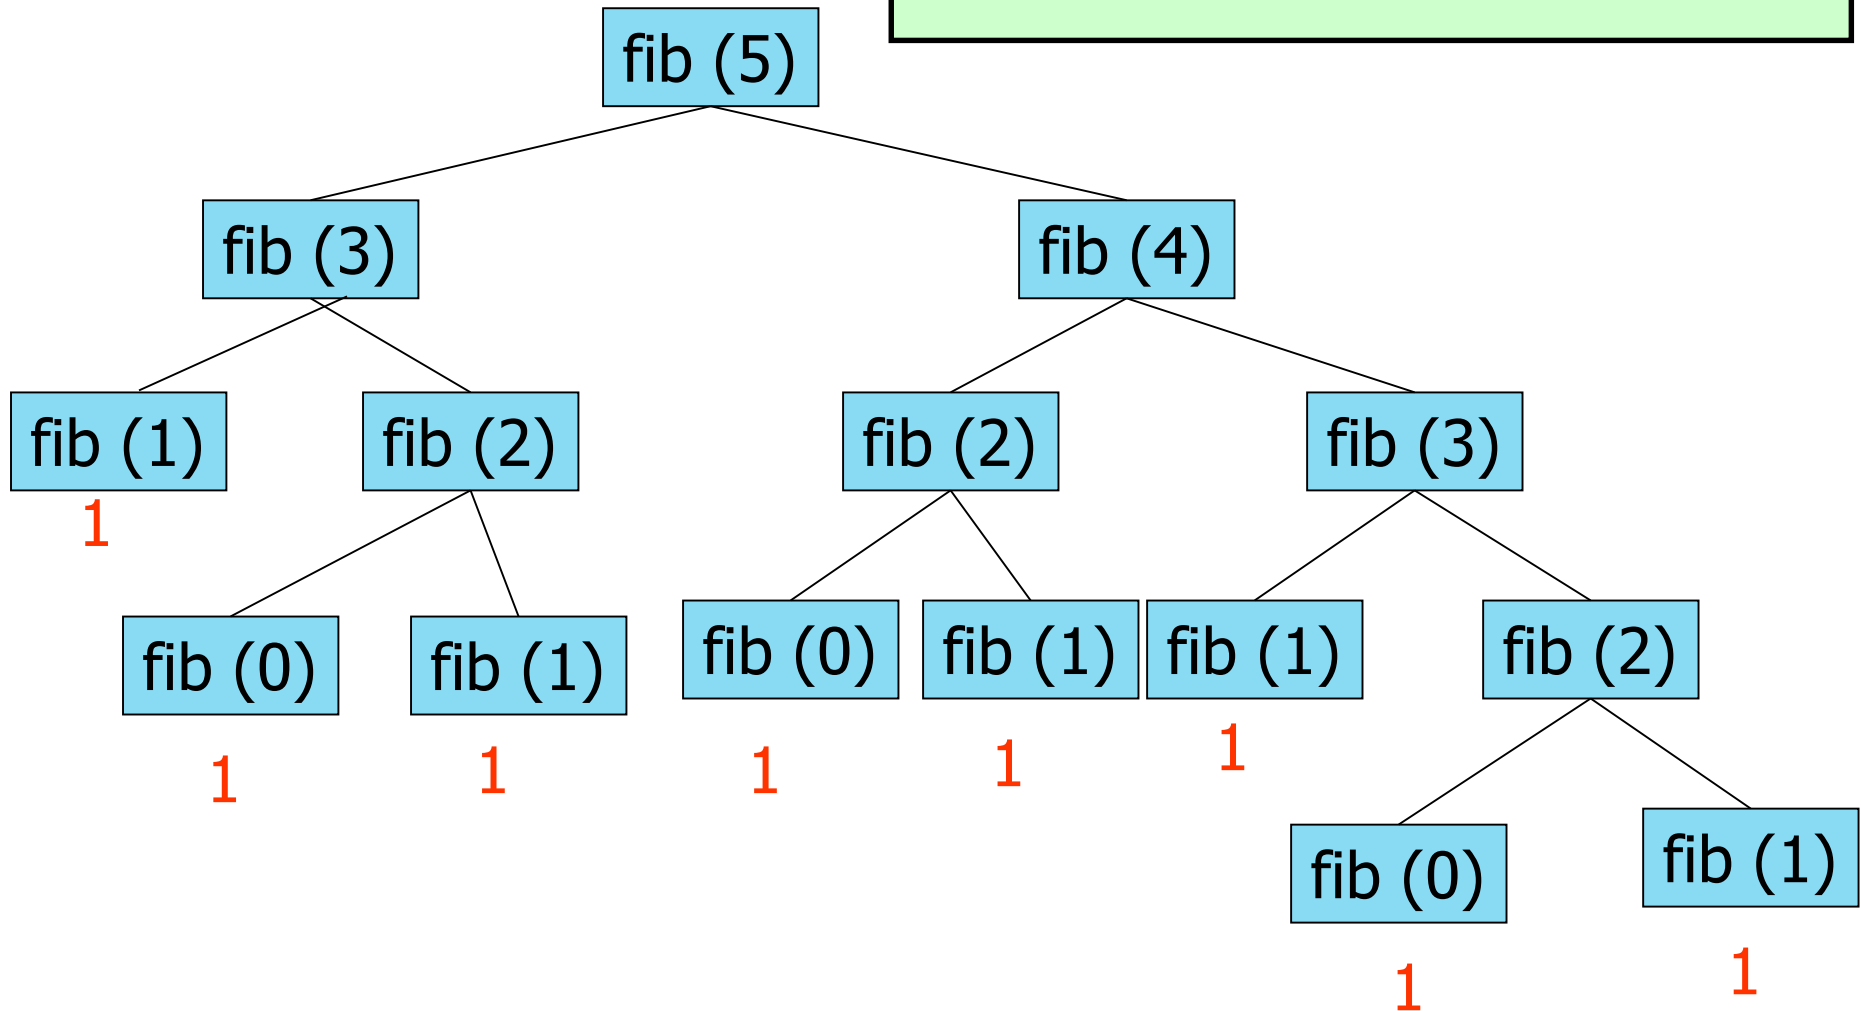 fib (5)
fib (3)
fib (4)
fib (1)
fib (2)
fib (2)
fib (3)
1
fib (0)
fib (1)
fib (0)
fib (1)
fib (1)
fib (2)
1
1
1
1
1
fib (0)
fib (1)
1
1